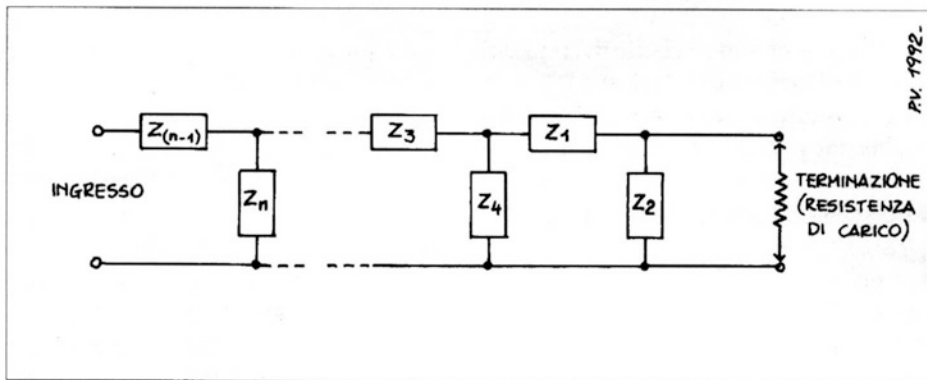 P.V. 1992-
Z(n-1)
Z3
Z1
INGRESSO
Zn
Z4
Z2
TERMINAZIONE
(RESISTENZA
DI CARICO)